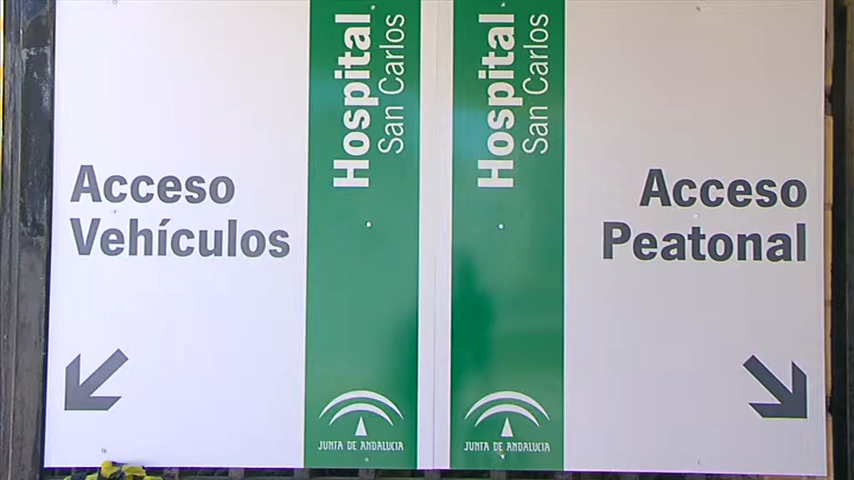 Acceso
Vehículos
Hospital
San Carlos
JUNTA DE ANDALUCIA
Hospital
San Carlos
JUNTA DE ANDALUCIA
Acceso
Peatonal